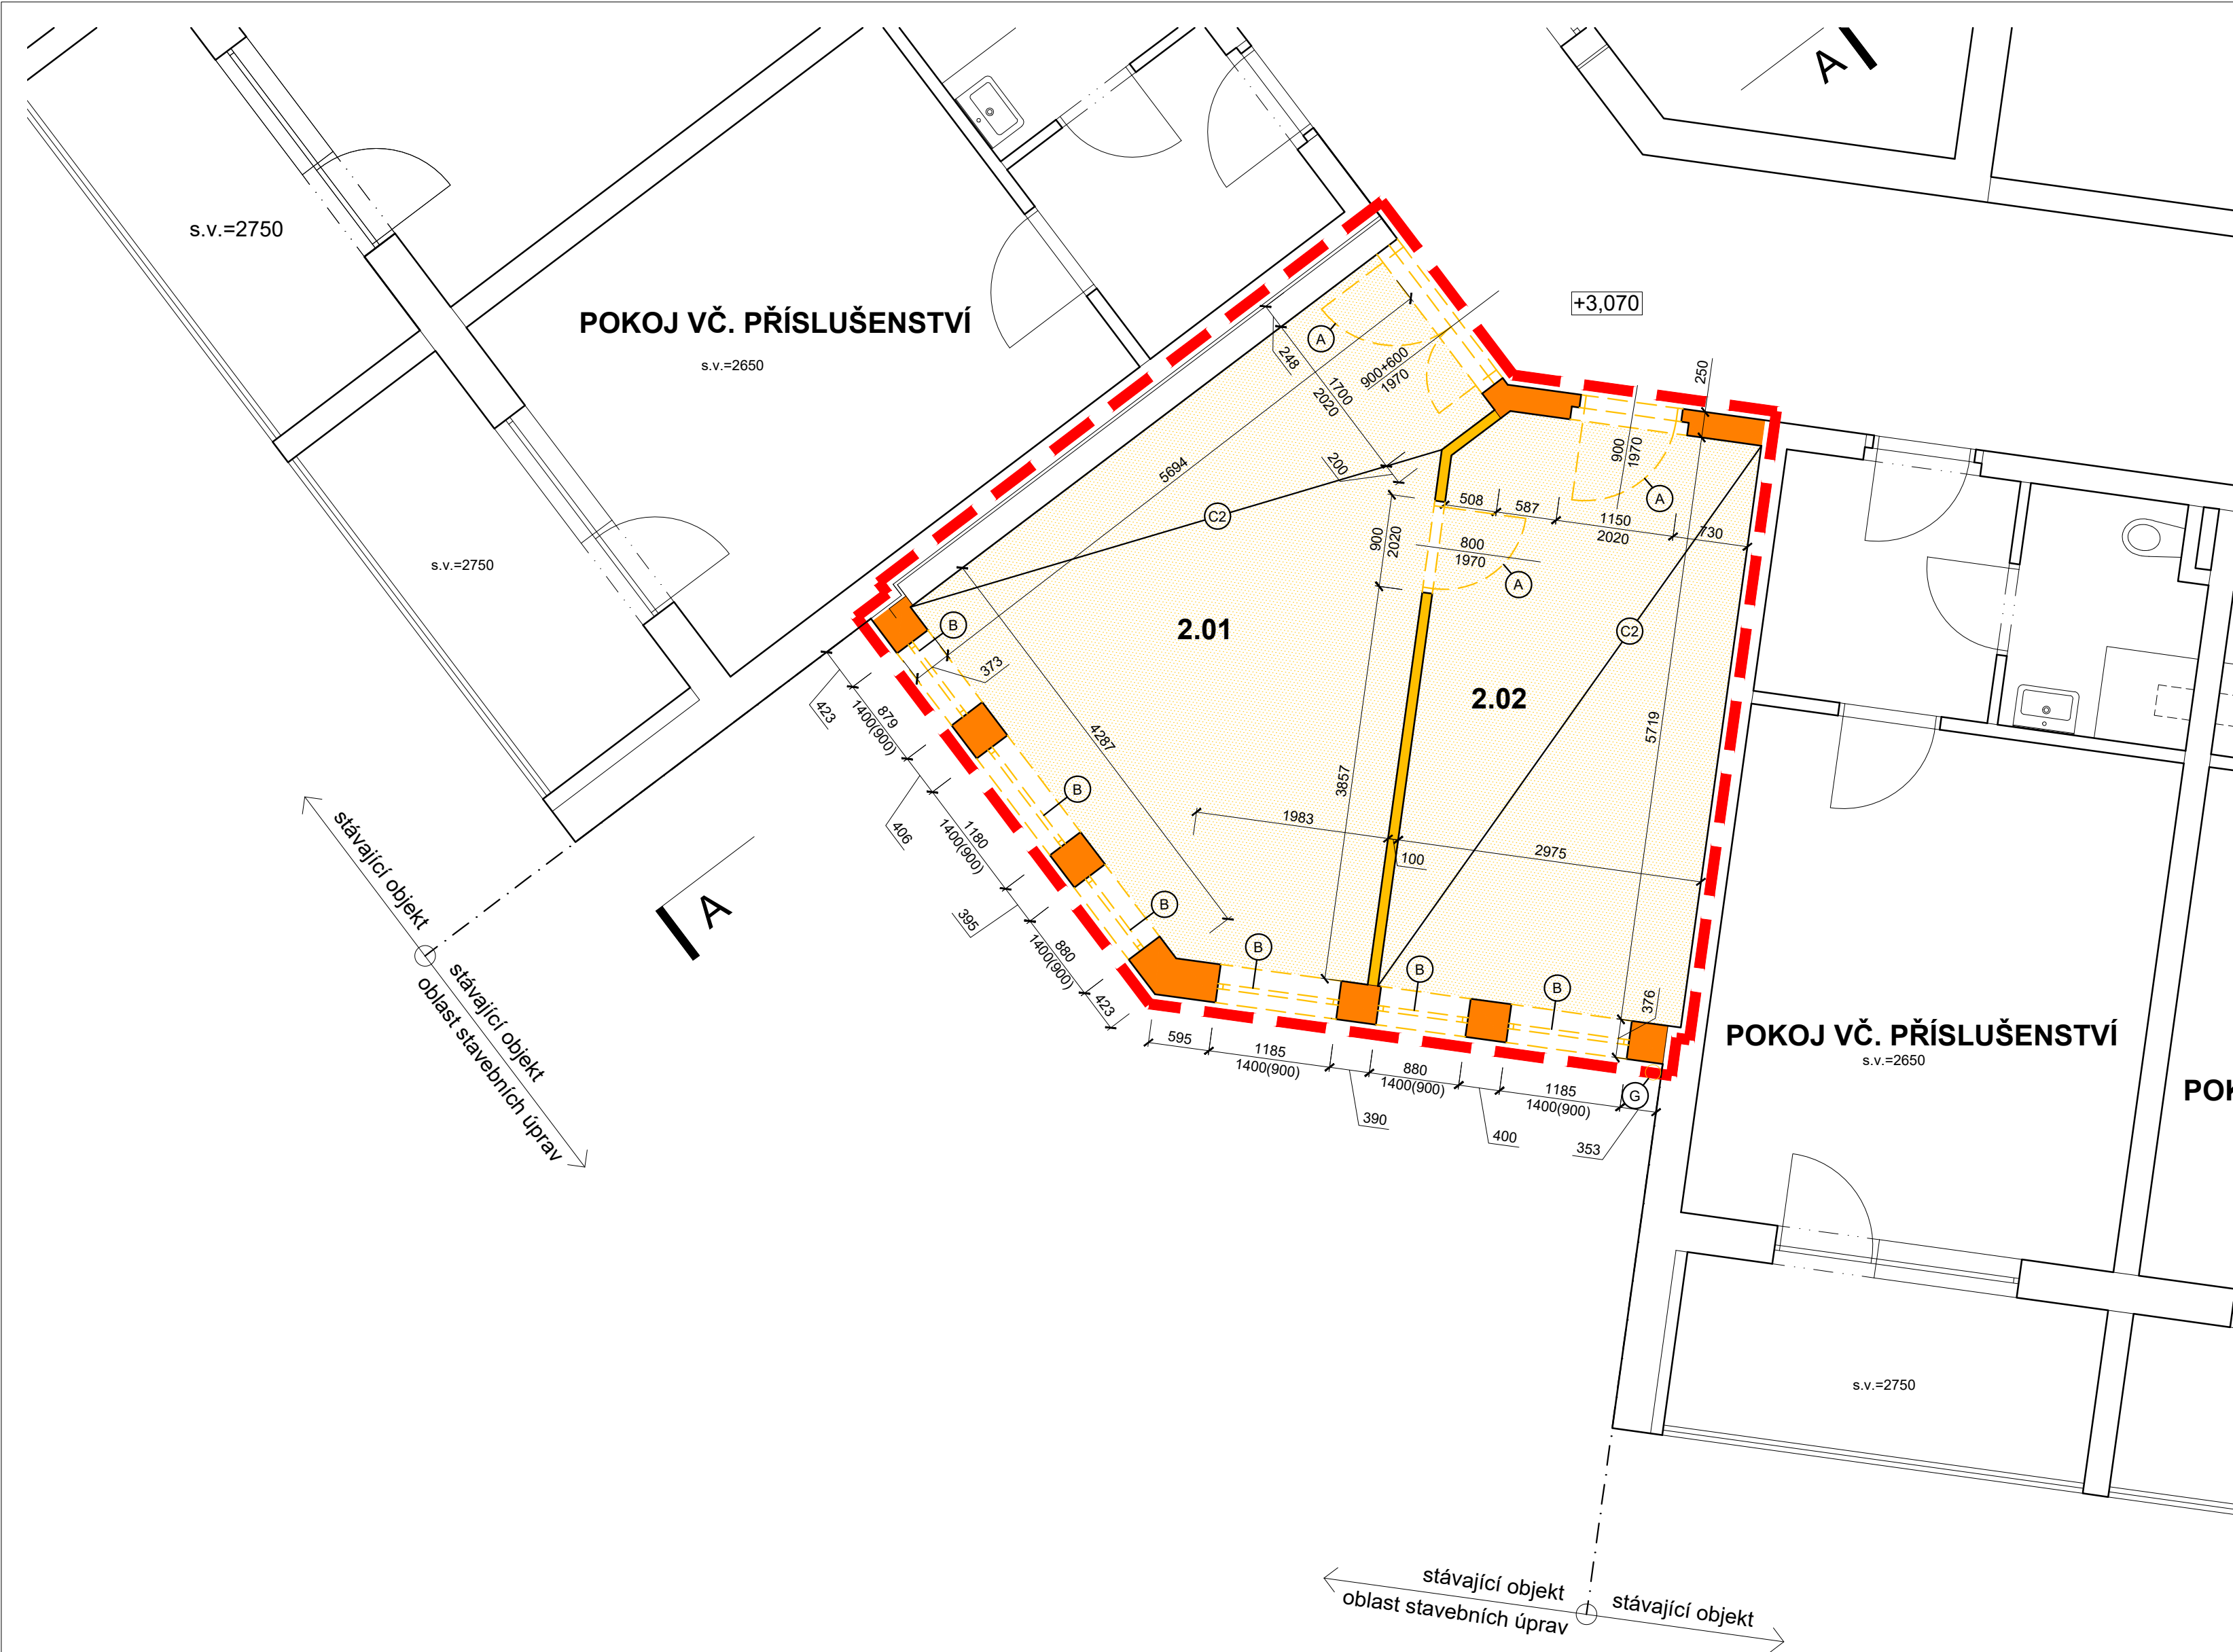 A
s.v.=2750
+3,070
POKOJ VČ. PŘÍSLUŠENSTVÍ
s.v.=2650
A
248
1700
2020
900+600
1970
250
5694
200
900
1970
A
C2
508
587
1150
2020
730
900
2020
800
1970
A
s.v.=2750
2.01
B
C2
373
2.02
423
879
1400(900)
4287
5719
3857
B
1983
2975
100
406
1180
1400(900)
stávající objekt
A
395
B
880
1400(900)
B
B
B
376
423
stávající objekt
oblast stavebních úprav
POKOJ VČ. PŘÍSLUŠENSTVÍ
s.v.=2650
595
1185
1400(900)
880
1400(900)
1185
1400(900)
G
POK
390
400
353
s.v.=2750
stávající objekt
oblast stavebních úprav
stávající objekt